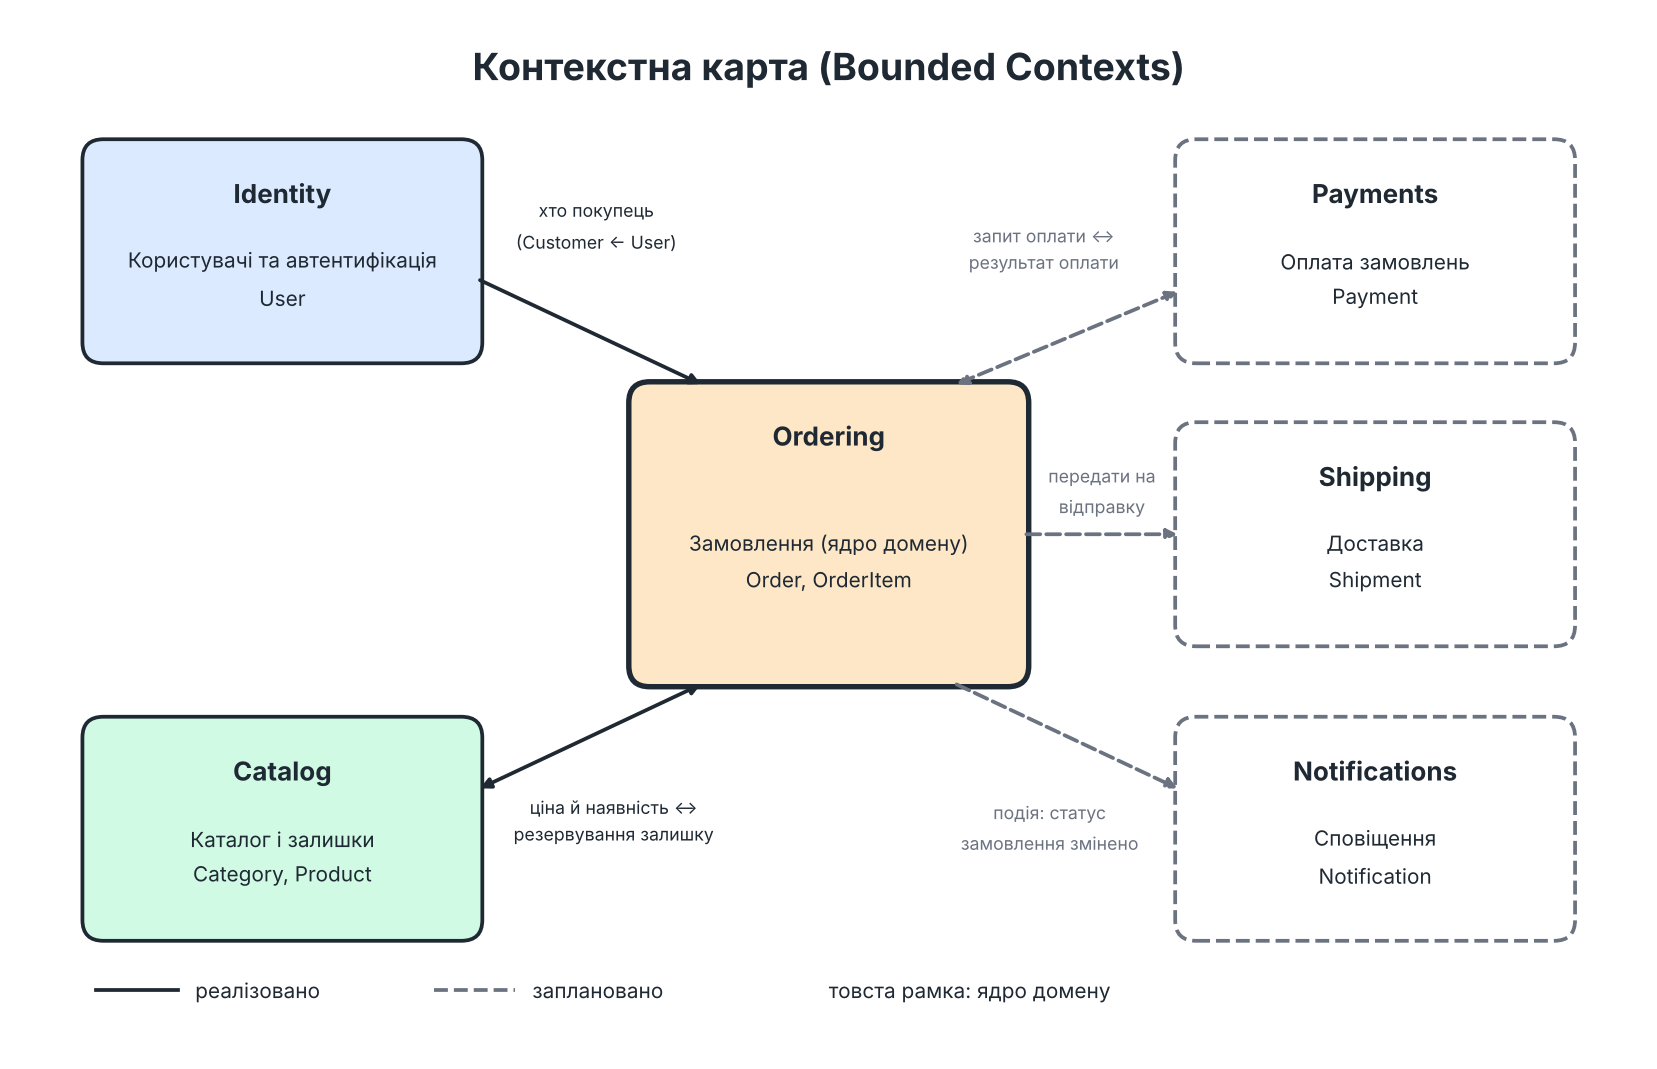 Контекстна карта (Bounded Contexts)
Identity
Користувачі та автентифікація
User
хто покупець
(Customer ← User)
запит оплати ↔
результат оплати
Payments
Оплата замовлень
Payment
Ordering
Замовлення (ядро домену)
Order, OrderItem
передати на
відправку
Shipping
Доставка
Shipment
Catalog
Каталог і залишки
Category, Product
ціна й наявність ↔
резервування залишку
подія: статус
замовлення змінено
Notifications
Сповіщення
Notification
реалізовано
заплановано
товста рамка: ядро домену